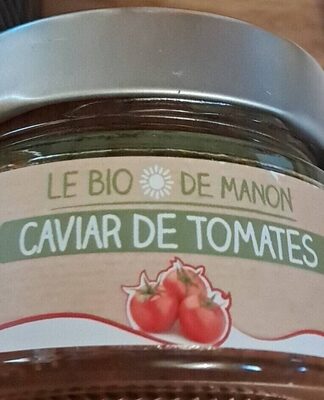 LE BIO DE MANON
CAVIAR DE TOMATES